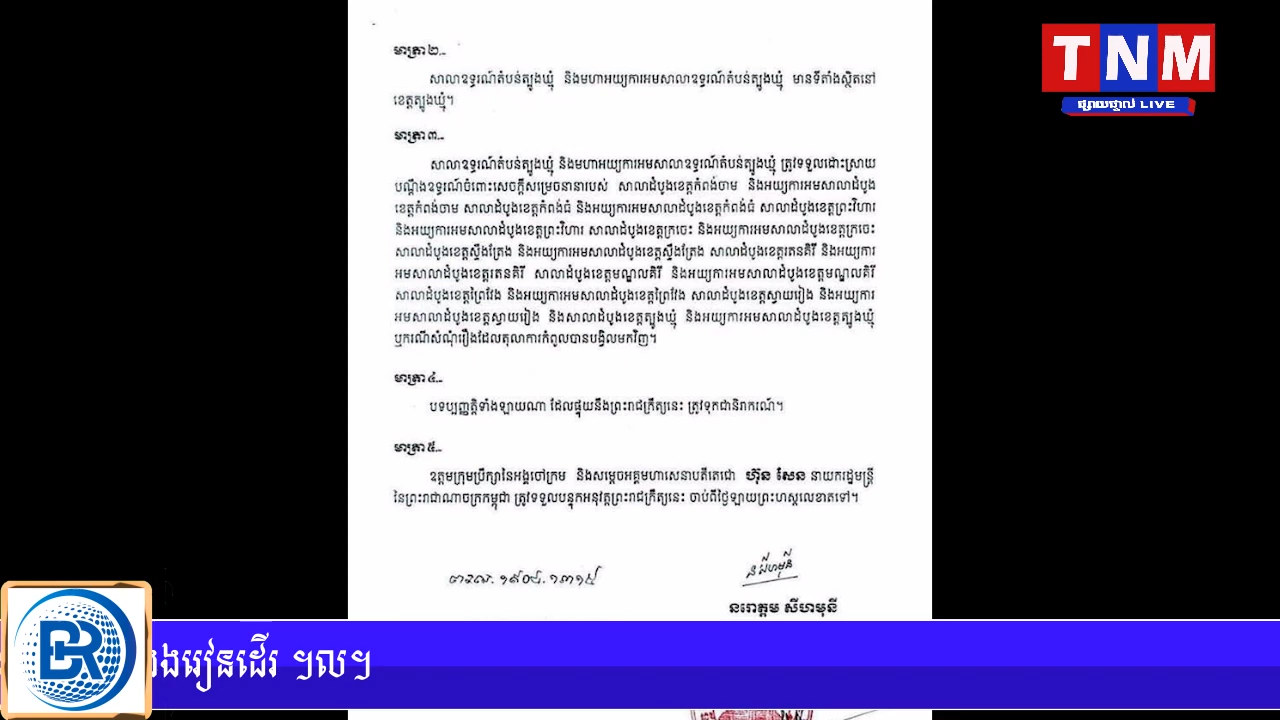 មាត្រា ២._
សាលាឧទ្ធរណ៍តំបន់ត្បូងឃ្មុំ និងមហាអយ្យការអមសាលាឧទ្ធរណ៍តំបន់ត្បូងឃ្មុំ មានទីតាំងស្ថិតនៅ
ខេត្តត្បូងឃ្មុំ។
មាត្រា ៣._
សាលាឧទ្ធរណ៍តំបន់ត្បូងឃ្មុំ និងមហាអយ្យការអមសាលាឧទ្ធរណ៍តំបន់ត្បូងឃ្មុំ ត្រូវទទួលដោះស្រាយ
បណ្តឹងឧទ្ធរណ៍ចំពោះសេចក្តីសម្រេចនានារបស់ សាលាដំបូងខេត្តកំពង់ចាម និងអយ្យការអមសាលាដំបូង
ខេត្តកំពង់ចាម សាលាដំបូងខេត្តកំពង់ធំ និងអយ្យការអមសាលាដំបូងខេត្តកំពង់ធំ សាលាដំបូងខេត្តព្រះវិហារ
និងអយ្យការអមសាលាដំបូងខេត្តព្រះវិហារ សាលាដំបូងខេត្តក្រចេះ និងអយ្យការអមសាលាដំបូងខេត្តក្រចេះ
សាលាដំបូងខេត្តស្ទឹងត្រែង និងអយ្យការអមសាលាដំបូងខេត្តស្ទឹងត្រែង សាលាដំបូងខេត្តរតនគិរី និងអយ្យការ
អមសាលាដំបូងខេត្តរតនគិរី សាលាដំបូងខេត្តមណ្ឌលគិរី និងអយ្យការអមសាលាដំបូងខេត្តមណ្ឌលគិរី
សាលាដំបូងខេត្តព្រៃវែង និងអយ្យការអមសាលាដំបូងខេត្តព្រៃវែង សាលាដំបូងខេត្តស្វាយរៀង និងអយ្យការ
អមសាលាដំបូងខេត្តស្វាយរៀង និងសាលាដំបូងខេត្តត្បូងឃ្មុំ និងអយ្យការអមសាលាដំបូងខេត្តត្បូងឃ្មុំ
ឬករណីសំណុំរឿងដែលតុលាការកំពូលបានបង្វិលមកវិញ។
មាត្រា ៤._
បទប្បញ្ញត្តិទាំងឡាយណា ដែលផ្ទុយនឹងព្រះរាជក្រឹត្យនេះ ត្រូវទុកជានិរាករណ៍។
មាត្រា ៥._
ឧត្តមក្រុមប្រឹក្សានៃអង្គចៅក្រម និងសម្តេចអគ្គមហាសេនាបតីតេជោ ហ៊ុន សែន នាយករដ្ឋមន្ត្រី
នៃព្រះរាជាណាចក្រកម្ពុជា ត្រូវទទួលបន្ទុកអនុវត្តព្រះរាជក្រឹត្យនេះ ចាប់ពីថ្ងៃឡាយព្រះហស្តលេខាតទៅ។
ន សីហមុនី
ព.រល. ១៩០៤. ១៣១៥
នរោត្តម សីហមុនី
TNM
ផ្សាយផ្ទាល់ LIVE
ងរៀនដើរ ។ល។